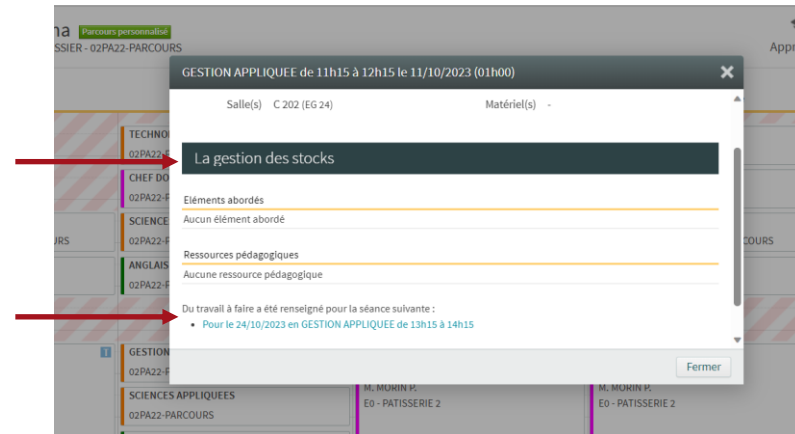 na Parcours personnalisé
SSIER - 02PA22-PARCOURS
Appr
GESTION APPLIQUEE de 11h15 à 12h15 le 11/10/2023 (01h00)
Salle(s) C 202 (EG 24) Matériel(s) -
TECHNO
02PA22-F
La gestion des stocks
CHEF DO
02PA22-F
Eléments abordés
SCIENCE
Aucun élément abordé
JRS 02PA22-F COURS
Ressources pédagogiques
ANGLAIS
Aucune ressource pédagogique
02PA22-F
Du travail à faire a été renseigné pour la séance suivante :
• Pour le 24/10/2023 en GESTION APPLIQUEE de 13h15 à 14h15
GESTION
02PA22-F
Fermer
M. MORIN P. M. MORIN P.
SCIENCES APPLIQUEES
E0 - PATISSERIE 2 E0 - PATISSERIE 2
02PA22-PARCOURS